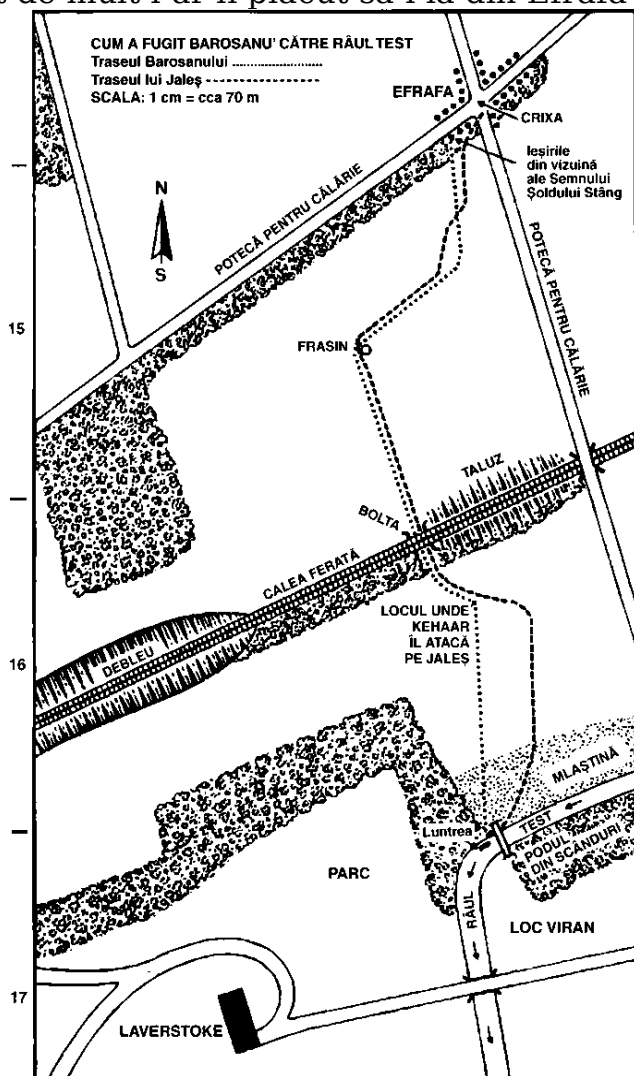 CUM A FUGIT BAROSANU' CĂTRE RÂUL TEST
Traseul Barosanului
Traseul lui Jaleș
SCALA: 1 cm = cca 70 m
EFRAFA
CRIXA
Ieșirile
din vizuină
ale Semnului
Șoldului Stâng
N
S
POTECĂ PENTRU CĂLĂRIE
POTECĂ PENTRU CĂLĂRIE
15
FRASIN
TALUZ
BOLTA
CALEA FERATĂ
LOCUL UNDE
KEHAAR
ÎL ATACĂ
PE JALEȘ
16
DEBLEU
MLAȘTINĂ
Luntrea
TEST
PODUL
DIN SCÂNDURI
PARC
RÂUL
LOC VIRAN
17
LAVERSTOKE